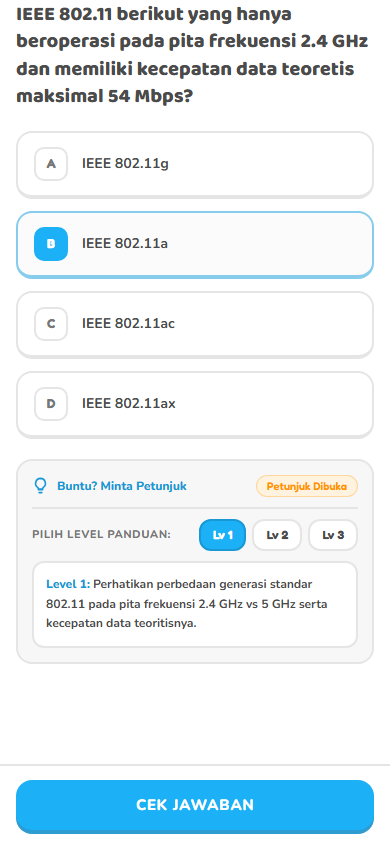 IEEE 802.11 berikut yang hanya
beroperasi pada pita frekuensi 2.4 GHz
dan memiliki kecepatan data teoretis
maksimal 54 Mbps?
A IEEE 802.11g
B IEEE 802.11a
C IEEE 802.11ac
D IEEE 802.11ax
Buntu? Minta Petunjuk Petunjuk Dibuka
PILIH LEVEL PANDUAN: Lv 1 Lv 2 Lv 3
Level 1: Perhatikan perbedaan generasi standar
802.11 pada pita frekuensi 2.4 GHz vs 5 GHz serta
kecepatan data teoritisnya.
CEK JAWABAN